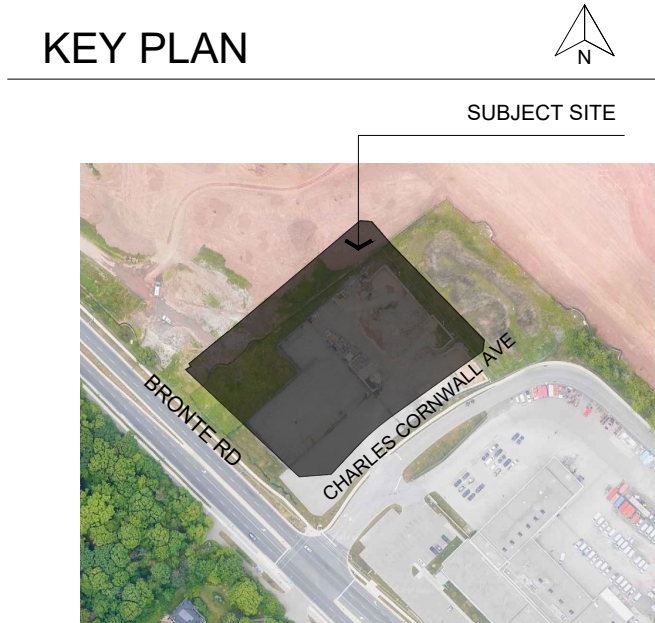 KEY PLAN
N
SUBJECT SITE
BRONTE RD
CHARLES CORNWALL AVE